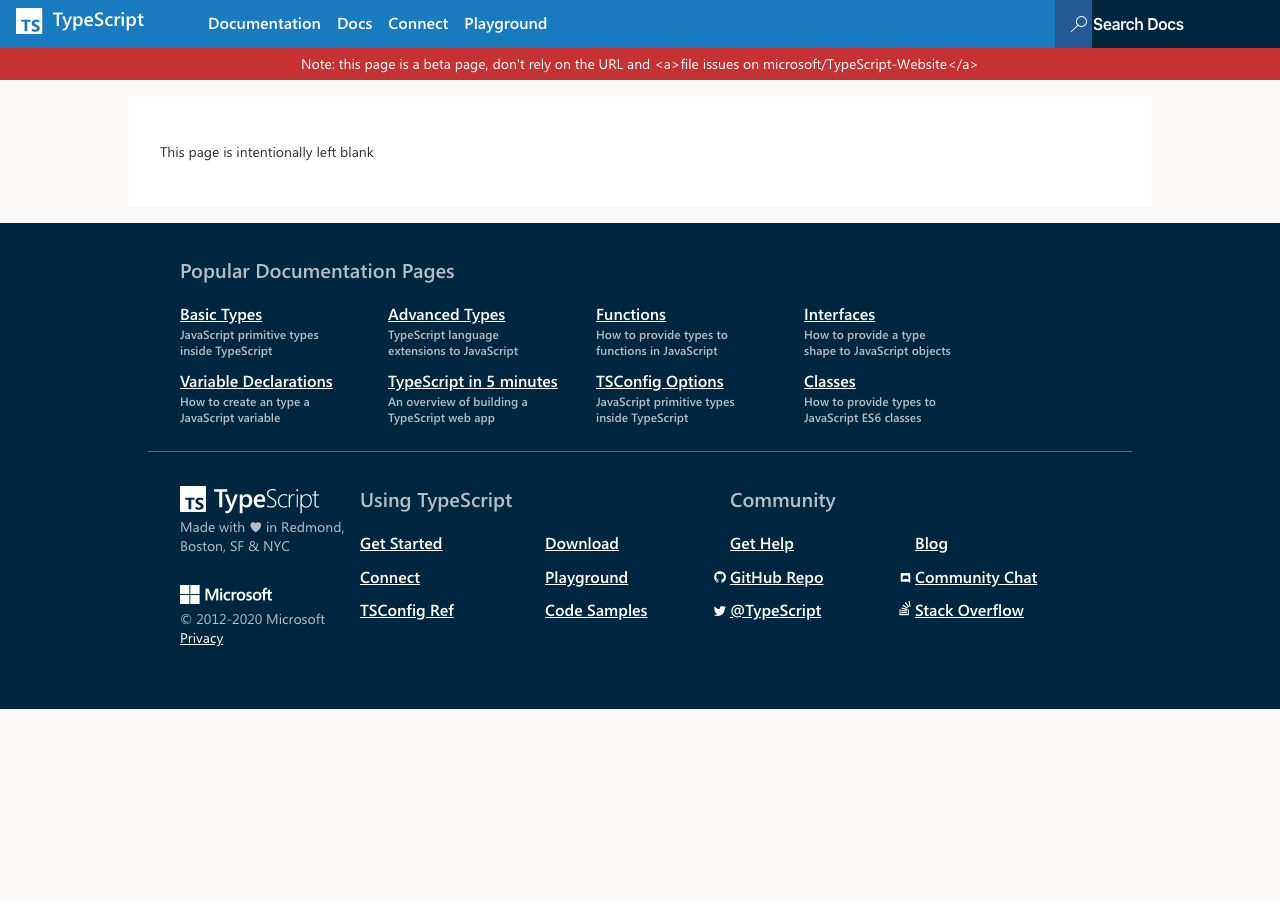 TS TypeScript Documentation Docs Connect Playground Search Docs
Note: this page is a beta page, don't rely on the URL and <a>file issues on microsoft/TypeScript-Website</a>
This page is intentionally left blank
Popular Documentation Pages
Basic Types
JavaScript primitive types
inside TypeScript
Advanced Types
TypeScript language
extensions to JavaScript
Functions
How to provide types to
functions in JavaScript
Interfaces
How to provide a type
shape to JavaScript objects
Variable Declarations
How to create an type a
JavaScript variable
TypeScript in 5 minutes
An overview of building a
TypeScript web app
TSConfig Options
JavaScript primitive types
inside TypeScript
Classes
How to provide types to
JavaScript ES6 classes
TS TypeScript
Made with ♥ in Redmond,
Boston, SF & NYC
Microsoft
© 2012-2020 Microsoft
Privacy
Using TypeScript
Get Started
Download
Connect
Playground
TSConfig Ref
Code Samples
Community
Get Help
Blog
GitHub Repo
Community Chat
@TypeScript
Stack Overflow